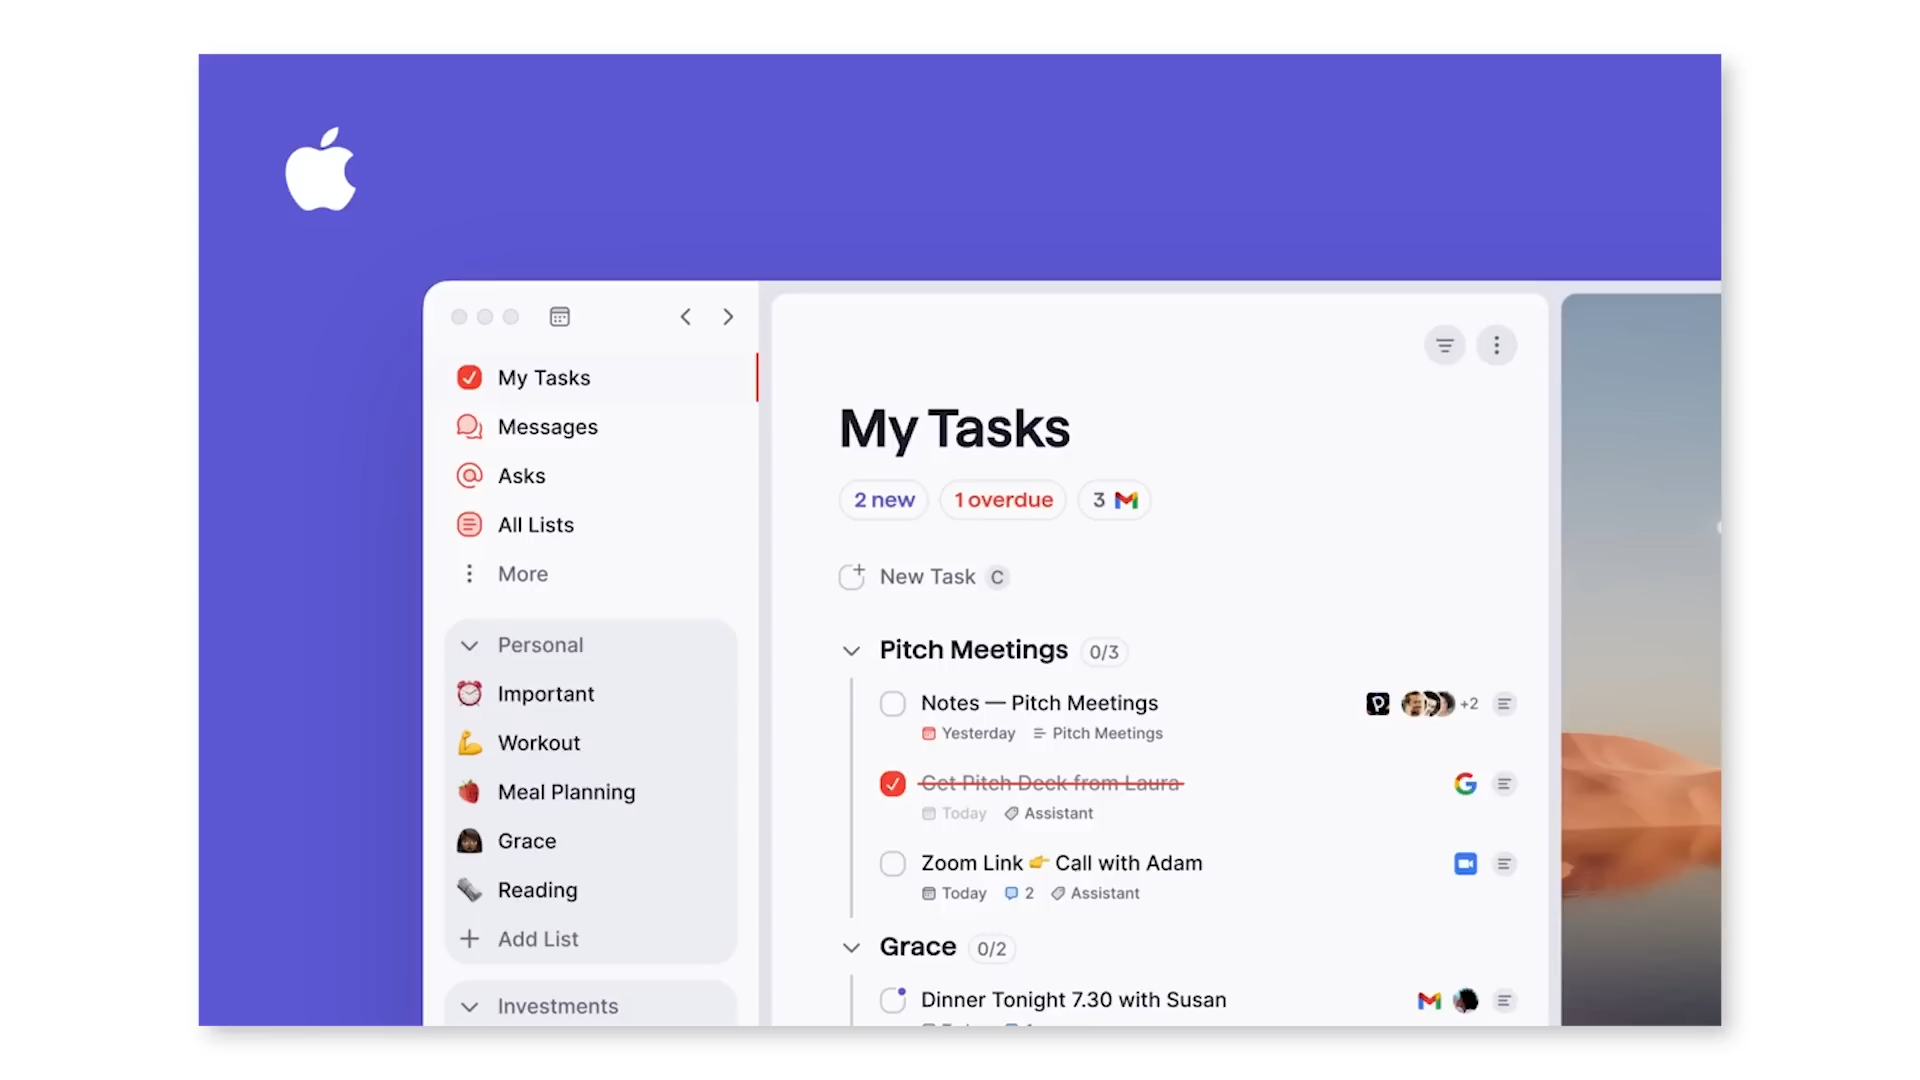 My Tasks
Messages
Asks
All Lists
More
Personal
Important
Workout
Meal Planning
Grace
Reading
Add List
Investments
My Tasks
2 new
1 overdue
3
New Task C
Pitch Meetings 0/3
Notes — Pitch Meetings +2
Yesterday Pitch Meetings
Get Pitch Deck from Laura
Today Assistant
Zoom Link 👉 Call with Adam
Today 2 Assistant
Grace 0/2
Dinner Tonight 7.30 with Susan